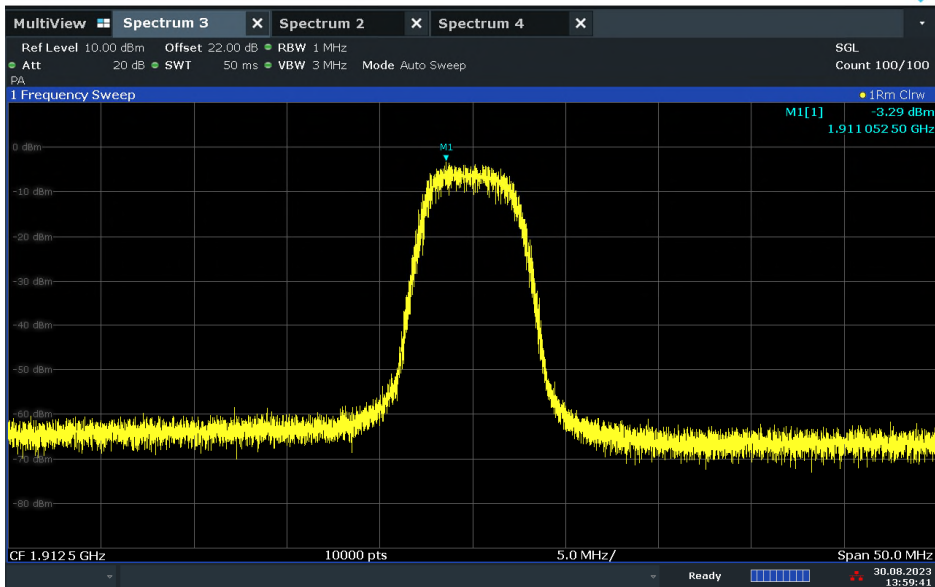 MultiView Spectrum 3 X Spectrum 2 X Spectrum 4 X
Ref Level 10.00 dBm Offset 22.00 dB RBW 1 MHz SGL
Att 20 dB SWT 50 ms VBW 3 MHz Mode Auto Sweep Count 100/100
PA
1 Frequency Sweep 1Rm Clrw
M1[1] -3.29 dBm
1.911 052 50 GHz
0 dBm
M1
-10 dBm
-20 dBm
-30 dBm
-40 dBm
-50 dBm
-60 dBm
-70 dBm
-80 dBm
CF 1.912 5 GHz 10000 pts 5.0 MHz/ Span 50.0 MHz
Ready 30.08.2023
13:59:41